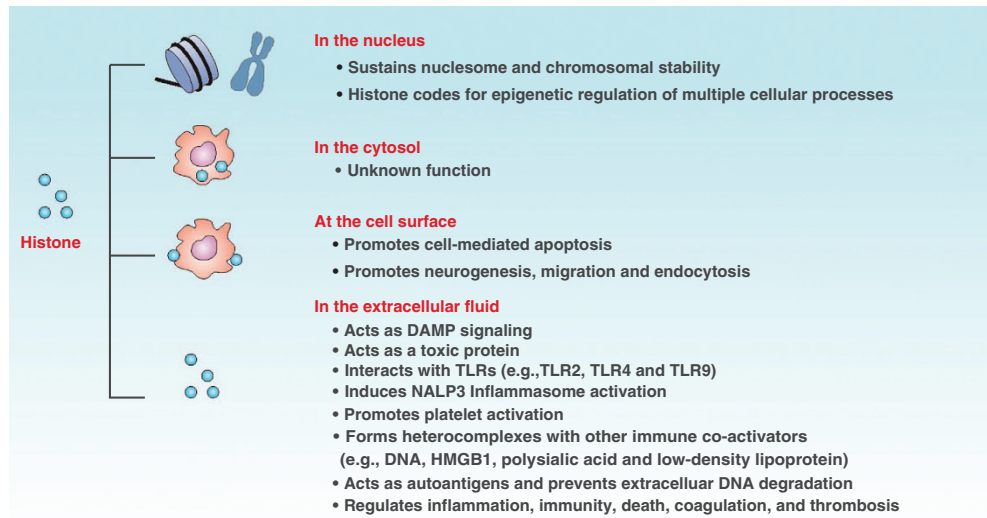 In the nucleus
• Sustains nuclesome and chromosomal stability
• Histone codes for epigenetic regulation of multiple cellular processes
In the cytosol
• Unknown function
Histone
At the cell surface
• Promotes cell-mediated apoptosis
• Promotes neurogenesis, migration and endocytosis
In the extracellular fluid
• Acts as DAMP signaling
• Acts as a toxic protein
• Interacts with TLRs (e.g.,TLR2, TLR4 and TLR9)
• Induces NALP3 Inflammasome activation
• Promotes platelet activation
• Forms heterocomplexes with other immune co-activators
(e.g., DNA, HMGB1, polysialic acid and low-density lipoprotein)
• Acts as autoantigens and prevents extracelluar DNA degradation
• Regulates inflammation, immunity, death, coagulation, and thrombosis